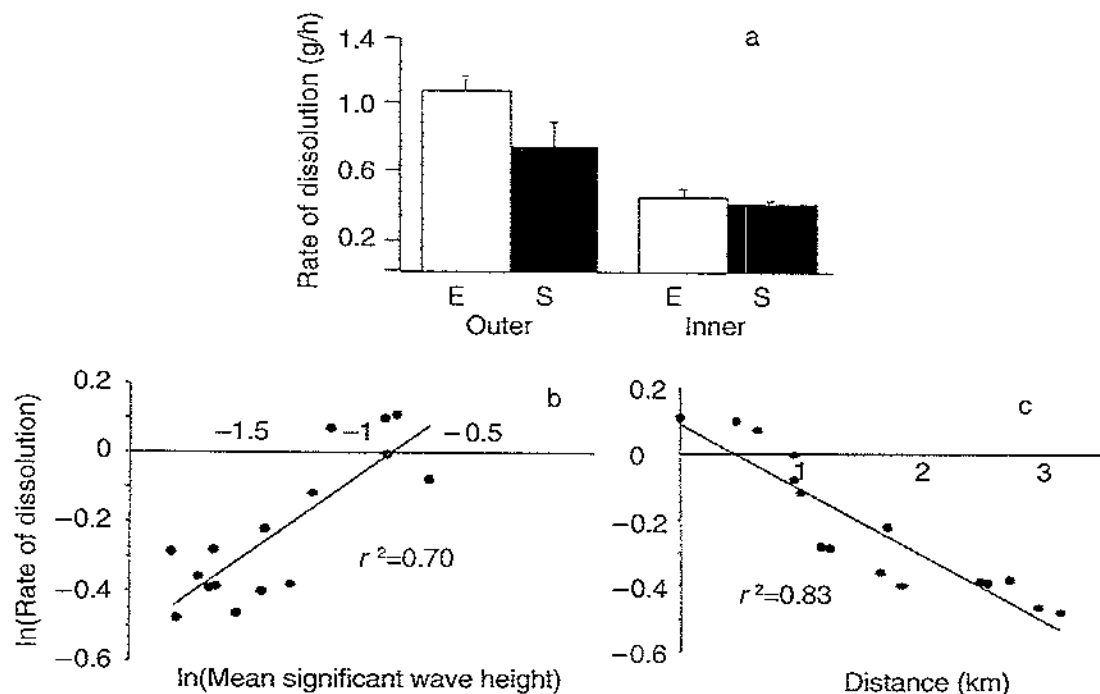 a
Rate of dissolution (g/h)
1.4
1.0
0.6
0.2
E S E S
Outer Inner
b
ln(Rate of dissolution)
0.2
0
−0.2
−0.4
−0.6
−1.5 −1 −0.5
r²=0.70
ln(Mean significant wave height)
c
0.2
0
−0.2
−0.4
−0.6
1 2 3
r²=0.83
Distance (km)